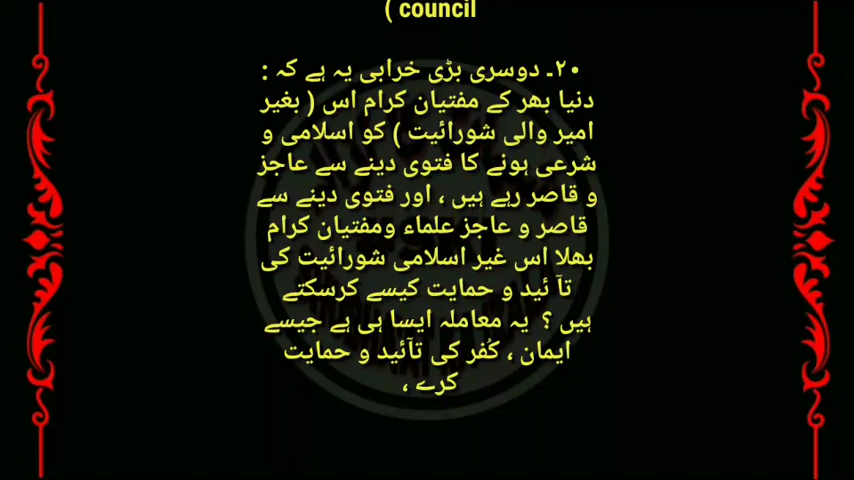 ( council
۲۰۔ دوسری بڑی خرابی یہ ہے کہ :
دنیا بھر کے مفتیان کرام اس ( بغیر
امیر والی شورائیت ) کو اسلامی و
شرعی ہونے کا فتوی دینے سے عاجز
و قاصر رہے ہیں ، اور فتوی دینے سے
قاصر و عاجز علماء ومفتیان کرام
بھلا اس غیر اسلامی شورائیت کی
تآ ئید و حمایت کیسے کرسکتے
ہیں ؟ یہ معاملہ ایسا ہی ہے جیسے
ایمان ، کُفر کی تآئید و حمایت
کرے ،